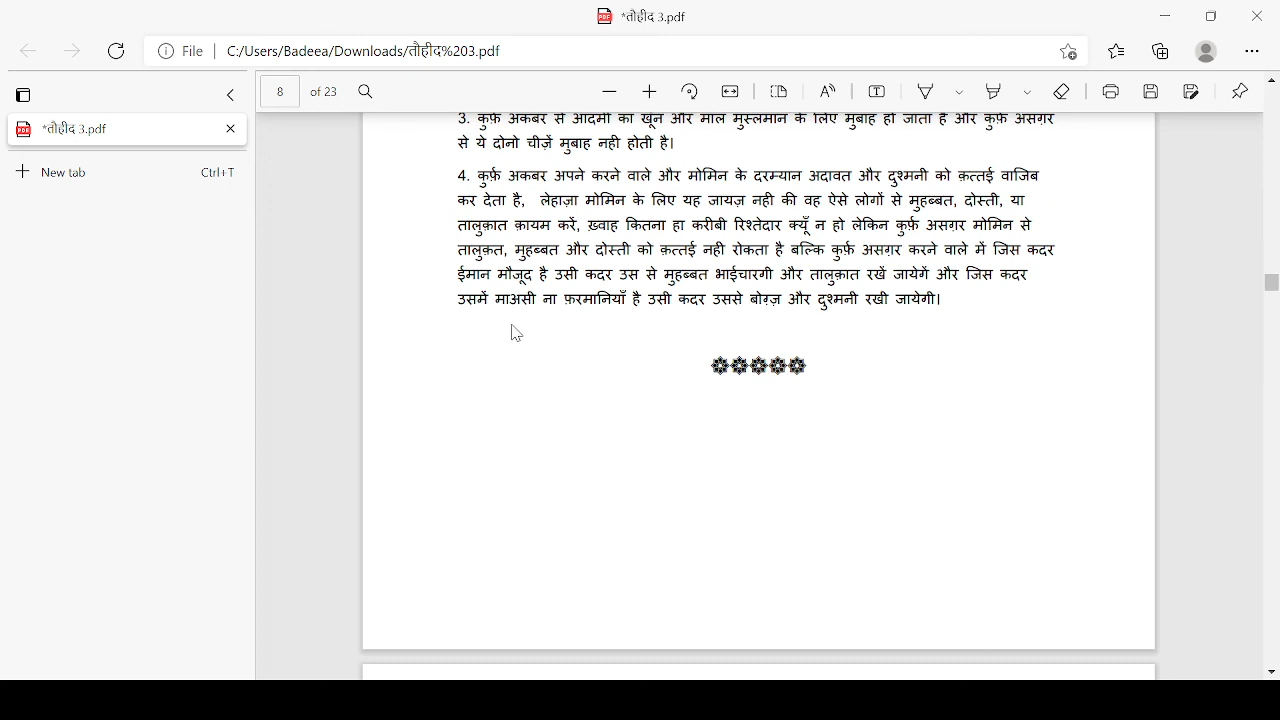 *तौहीद 3.pdf
File
C:/Users/Badeea/Downloads/तौहीद%203.pdf
8 of 23
*तौहीद 3.pdf
New tab Ctrl+T
3. कुर्फ़ अकबर से आदमी का ख़ून और माल मुस्लमान के लिए मुबाह हो जाता है और कुर्फ़ असग़र
से ये दोनो चीज़ें मुबाह नही होती है।
4. कुर्फ़ अकबर अपने करने वाले और मोमिन के दरम्यान अदावत और दुश्मनी को क़त्तई वाजिब
कर देता है, लेहाज़ा मोमिन के लिए यह जायज़ नही की वह ऐसे लोगों से मुहब्बत, दोस्ती, या
तालुक़ात क़ायम करें, ख़्वाह कितना हा करीबी रिश्तेदार क्यूँ न हो लेकिन कुर्फ़ असग़र मोमिन से
तालुक़त, मुहब्बत और दोस्ती को क़त्तई नही रोकता है बल्कि कुर्फ़ असग़र करने वाले में जिस कदर
ईमान मौजूद है उसी कदर उस से मुहब्बत भाईचारगी और तालुक़ात रखें जायेगें और जिस कदर
उसमें माअसी ना फ़रमानियाँ है उसी कदर उससे बोग़्ज़ और दुश्मनी रखी जायेगी।